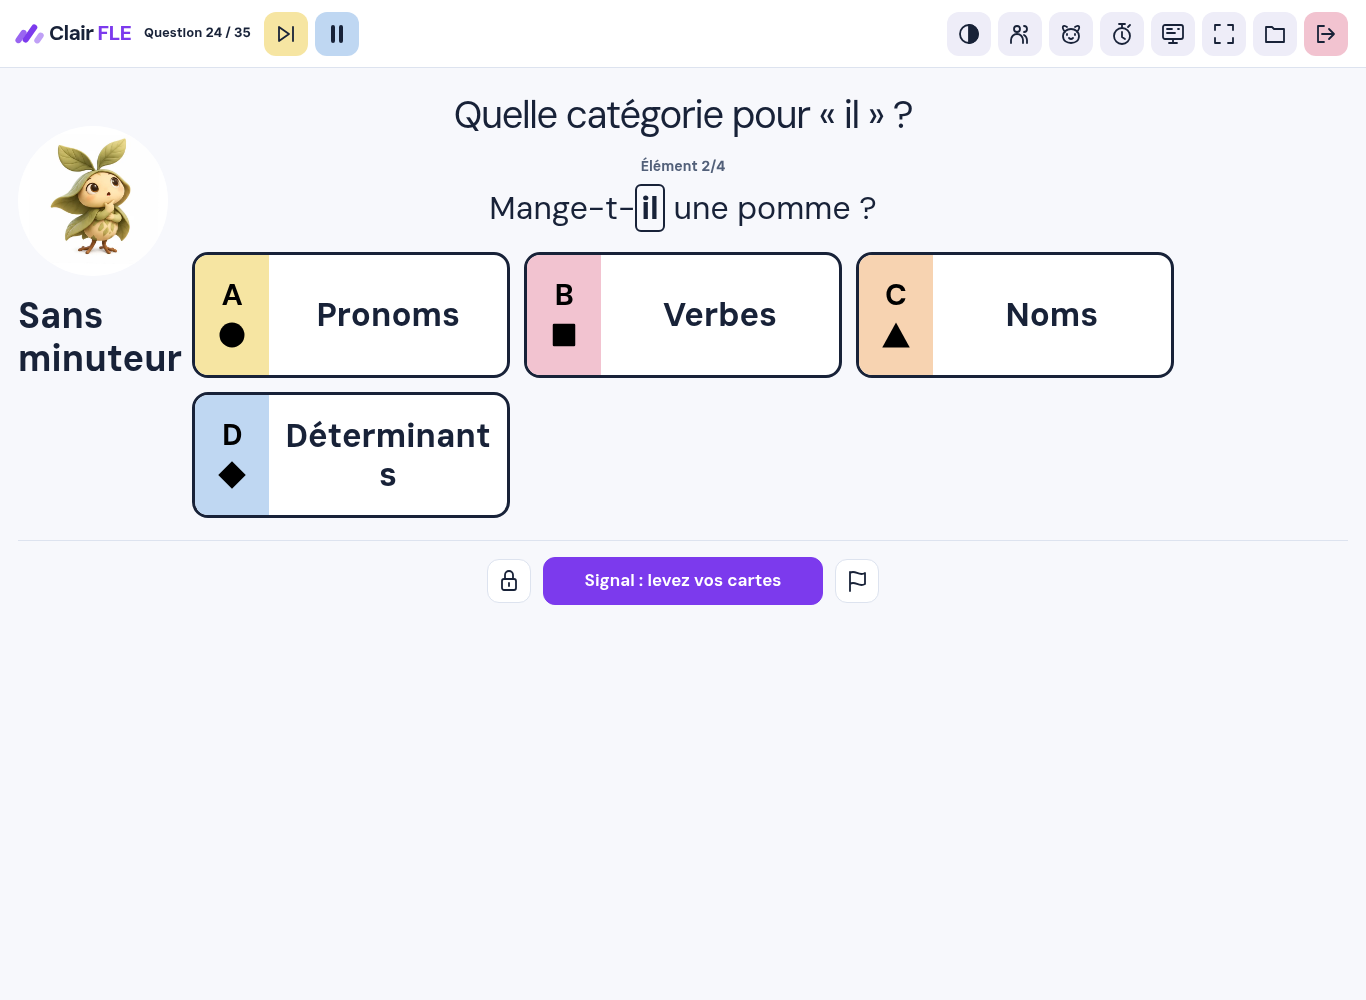 Clair FLE
Question 24 / 35
Quelle catégorie pour « il » ?
Élément 2/4
Mange-t-il une pomme ?
Sans
minuteur
A
Pronoms
B
Verbes
C
Noms
D
Déterminant
s
Signal : levez vos cartes